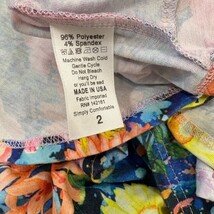 96% Polyester
4% Spandex
Machine Wash Cold
Gentle Cycle
Do Not Bleach
Hang Dry
or you'll be sad
MADE IN USA
Fabric Imported
RN# 142161
Simply Comfortable
2